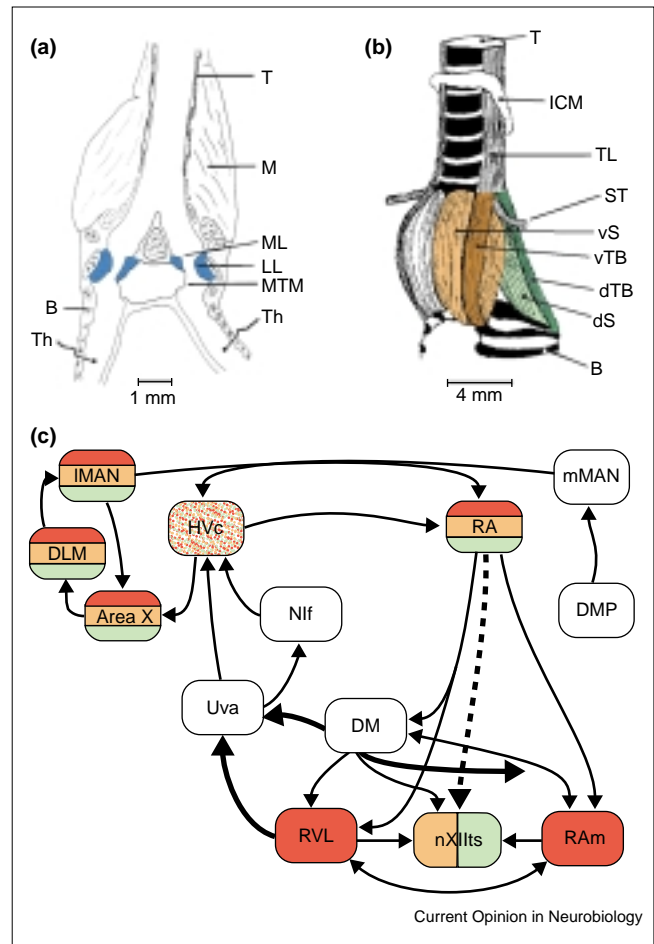 (a)
T
M
ML
LL
MTM
B
Th
Th
1 mm
(b)
T
ICM
TL
ST
vS
vTB
dTB
dS
B
4 mm
(c)
lMAN
mMAN
HVc
RA
DLM
Area X
NIf
DMP
Uva
DM
RVL
nXIIts
RAm
Current Opinion in Neurobiology